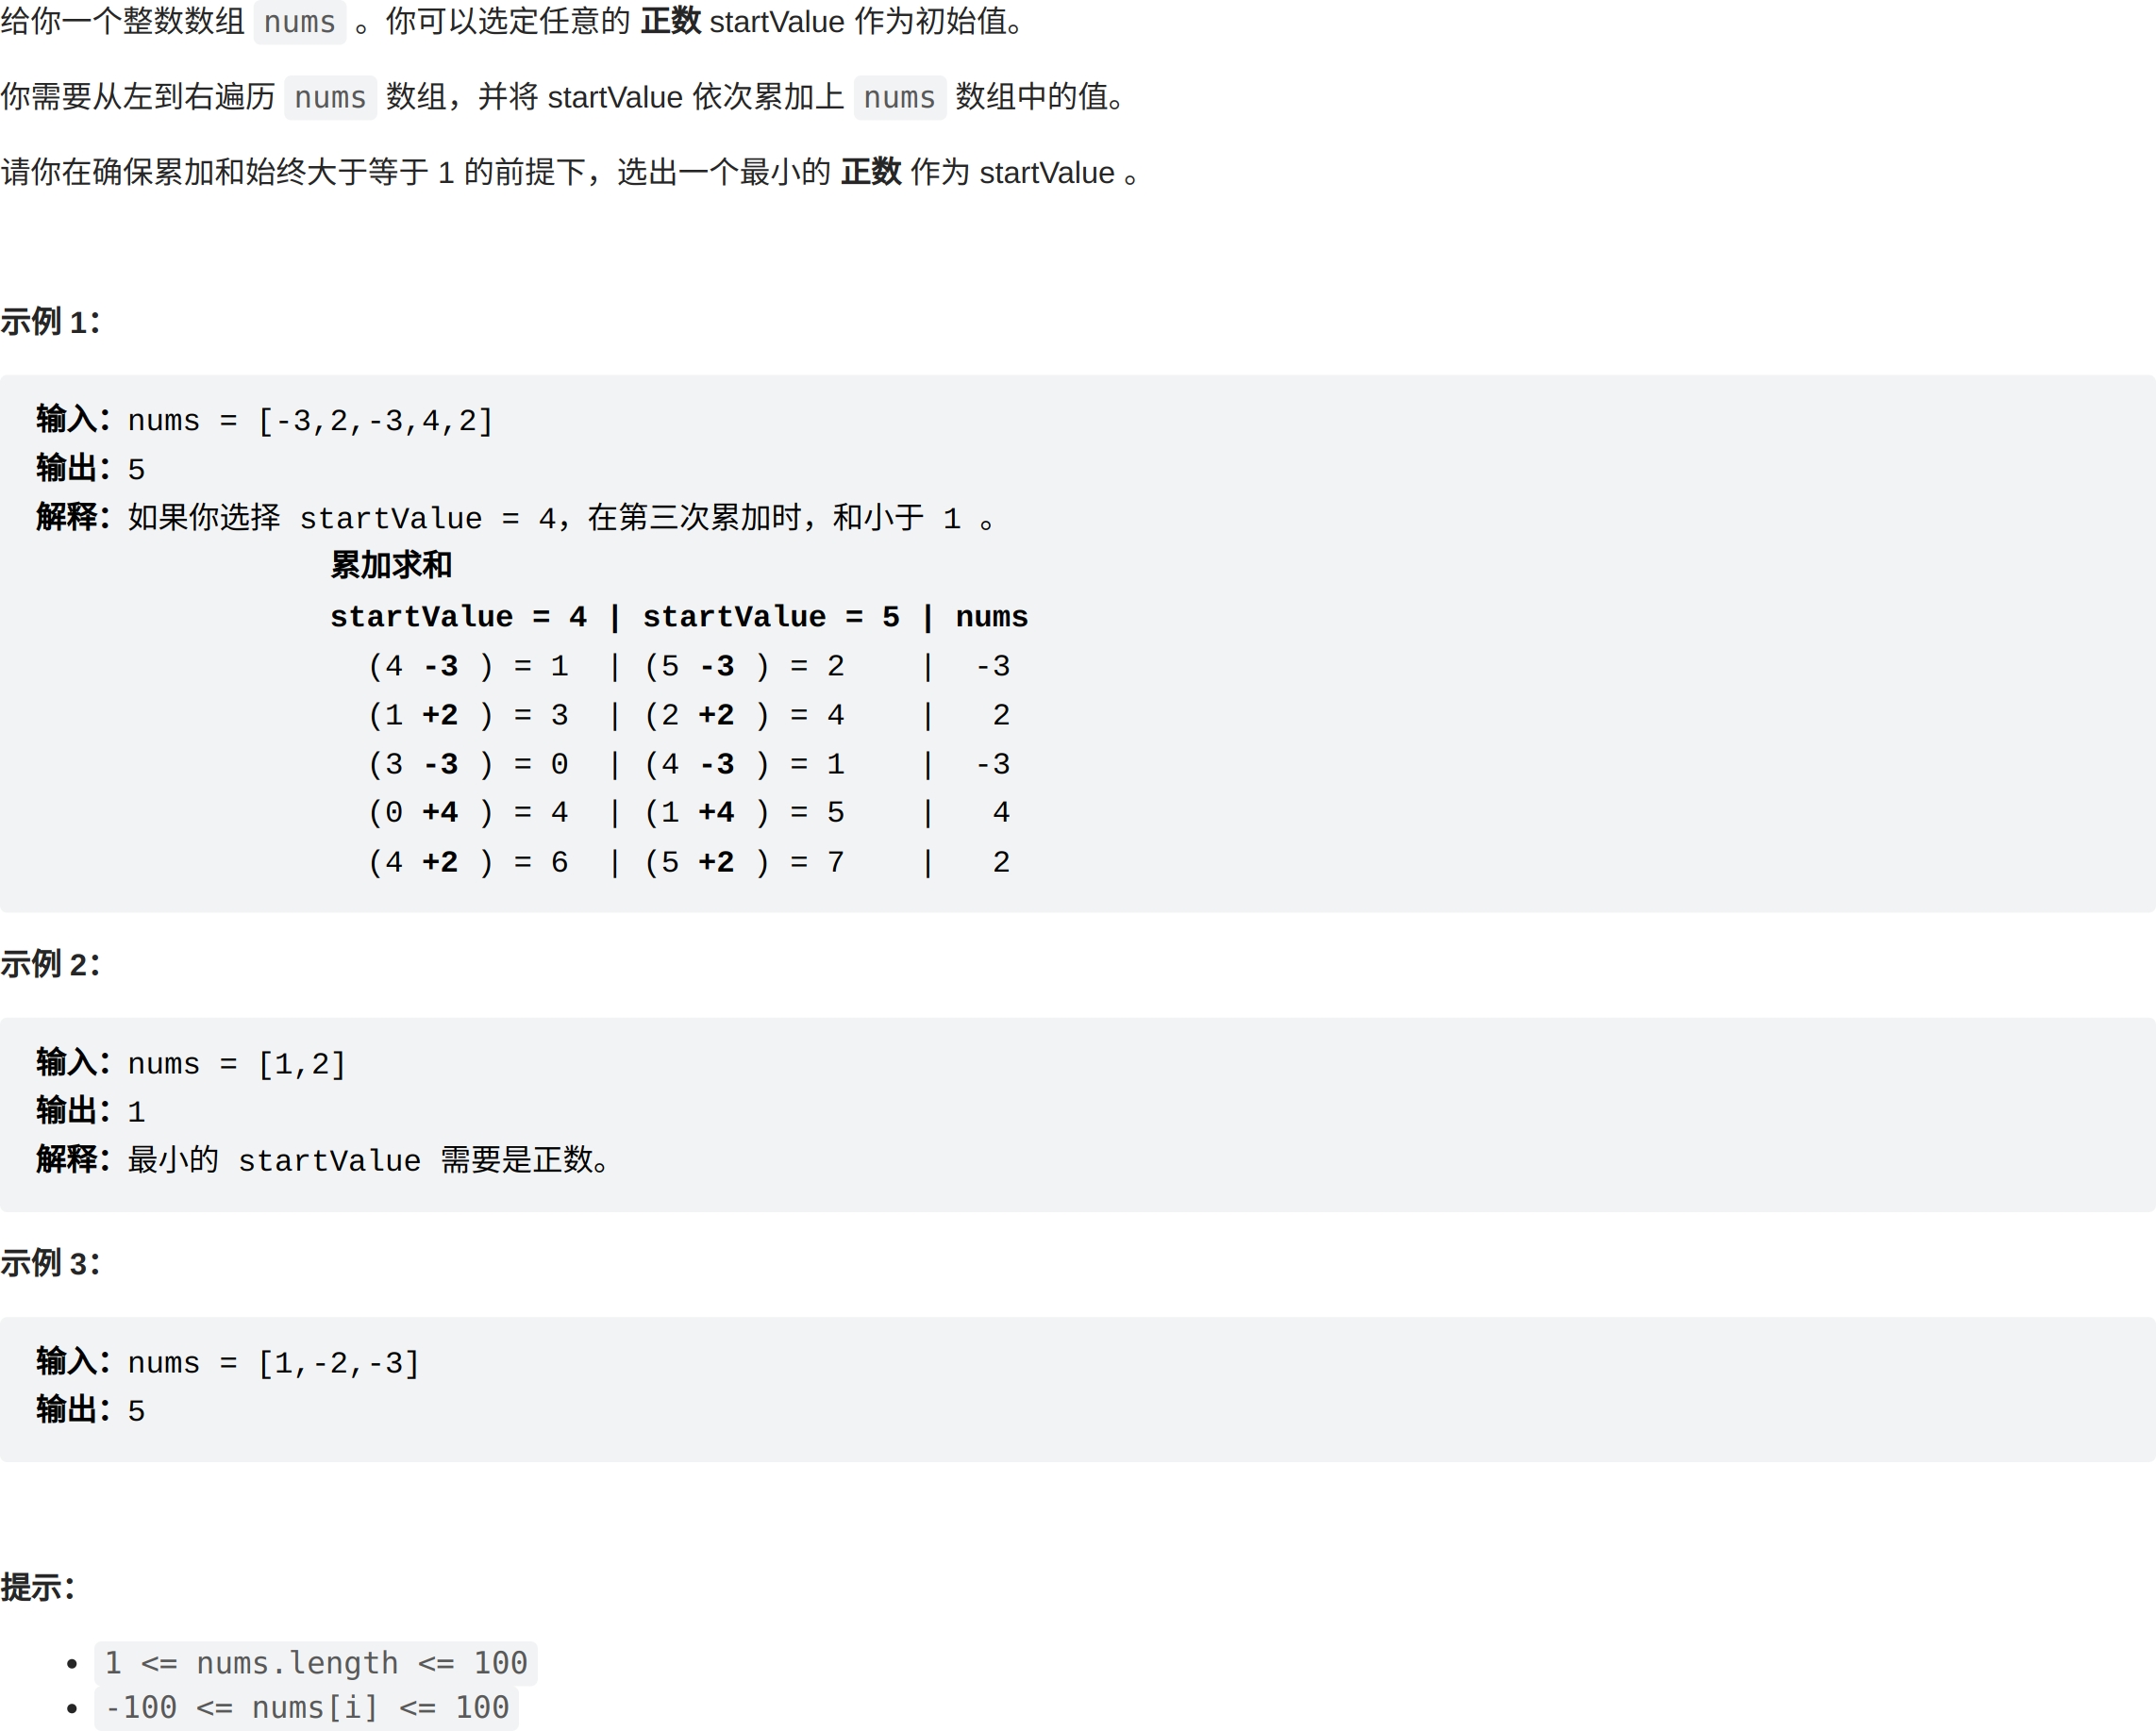 给你一个整数数组 nums 。你可以选定任意的 正数 startValue 作为初始值。
你需要从左到右遍历 nums 数组，并将 startValue 依次累加上 nums 数组中的值。
请你在确保累加和始终大于等于 1 的前提下，选出一个最小的 正数 作为 startValue 。
示例 1：
输入：nums = [-3,2,-3,4,2]
输出：5
解释：如果你选择 startValue = 4，在第三次累加时，和小于 1 。
累加求和
startValue = 4 | startValue = 5 | nums
(4 -3 ) = 1 | (5 -3 ) = 2 | -3
(1 +2 ) = 3 | (2 +2 ) = 4 | 2
(3 -3 ) = 0 | (4 -3 ) = 1 | -3
(0 +4 ) = 4 | (1 +4 ) = 5 | 4
(4 +2 ) = 6 | (5 +2 ) = 7 | 2
示例 2：
输入：nums = [1,2]
输出：1
解释：最小的 startValue 需要是正数。
示例 3：
输入：nums = [1,-2,-3]
输出：5
提示：
• 1 <= nums.length <= 100
• -100 <= nums[i] <= 100